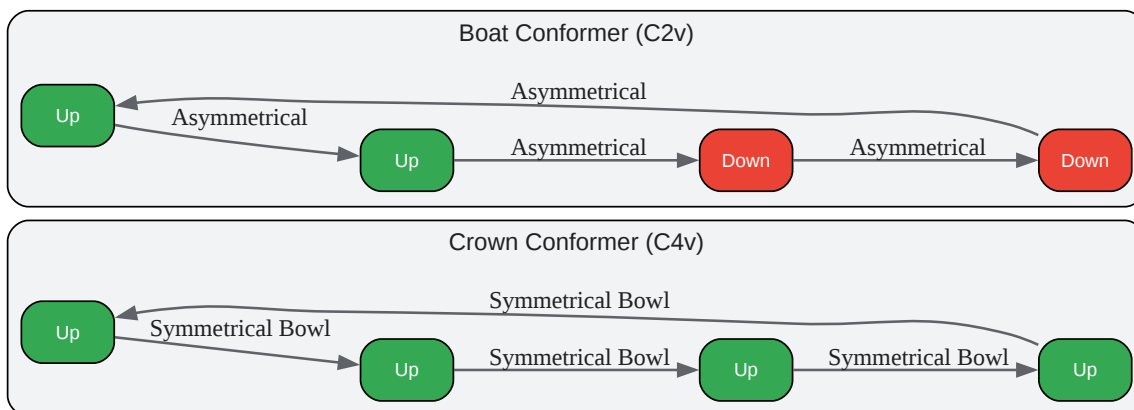 Boat Conformer (C2v)
Asymmetrical
Up
Asymmetrical
Up
Asymmetrical
Down
Asymmetrical
Down
Crown Conformer (C4v)
Symmetrical Bowl
Up
Symmetrical Bowl
Up
Symmetrical Bowl
Up
Symmetrical Bowl
Up